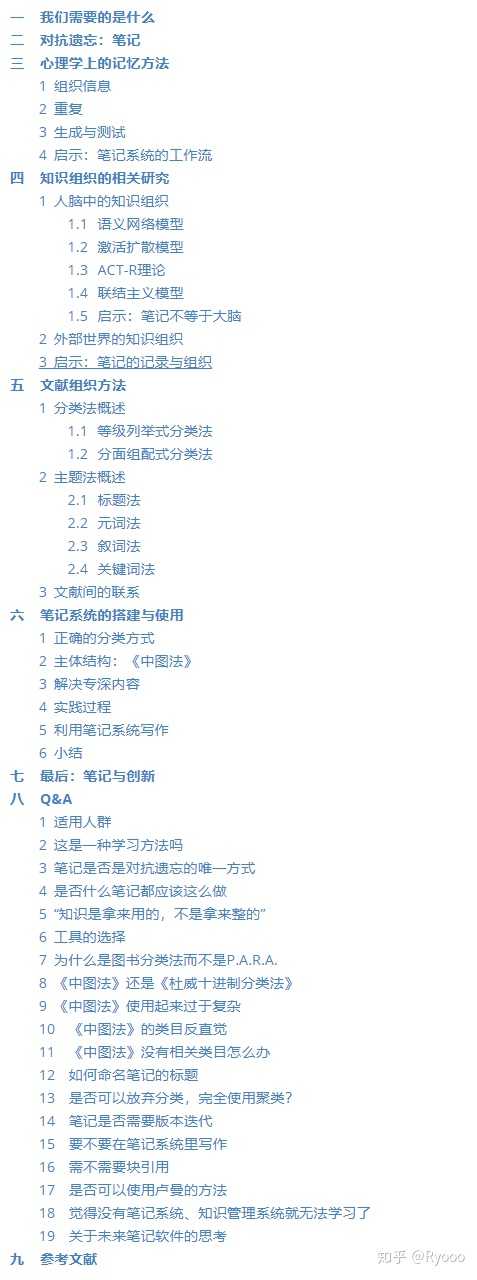 一 我们需要的是什么
二 对抗遗忘：笔记
三 心理学上的记忆方法
1 组织信息
2 重复
3 生成与测试
4 启示：笔记系统的工作流
四 知识组织的相关研究
1 人脑中的知识组织
1.1 语义网络模型
1.2 激活扩散模型
1.3 ACT-R理论
1.4 联结主义模型
1.5 启示：笔记不等于大脑
2 外部世界的知识组织
3 启示：笔记的记录与组织
五 文献组织方法
1 分类法概述
1.1 等级列举式分类法
1.2 分面组配式分类法
2 主题法概述
2.1 标题法
2.2 元词法
2.3 叙词法
2.4 关键词法
3 文献间的联系
六 笔记系统的搭建与使用
1 正确的分类方式
2 主体结构：《中图法》
3 解决专深内容
4 实践过程
5 利用笔记系统写作
6 小结
七 最后：笔记与创新
八 Q&A
1 适用人群
2 这是一种学习方法吗
3 笔记是否是对抗遗忘的唯一方式
4 是否什么笔记都应该这么做
5 “知识是拿来用的，不是拿来整的”
6 工具的选择
7 为什么是图书分类法而不是P.A.R.A.
8 《中图法》还是《杜威十进制分类法》
9 《中图法》使用起来过于复杂
10 《中图法》的类目反直觉
11 《中图法》没有相关类目怎么办
12 如何命名笔记的标题
13 是否可以放弃分类，完全使用聚类？
14 笔记是否需要版本迭代
15 要不要在笔记系统里写作
16 需不需要块引用
17 是否可以使用卢曼的方法
18 觉得没有笔记系统、知识管理系统就无法学习了
19 关于未来笔记软件的思考
九 参考文献
知乎 @Ryooo